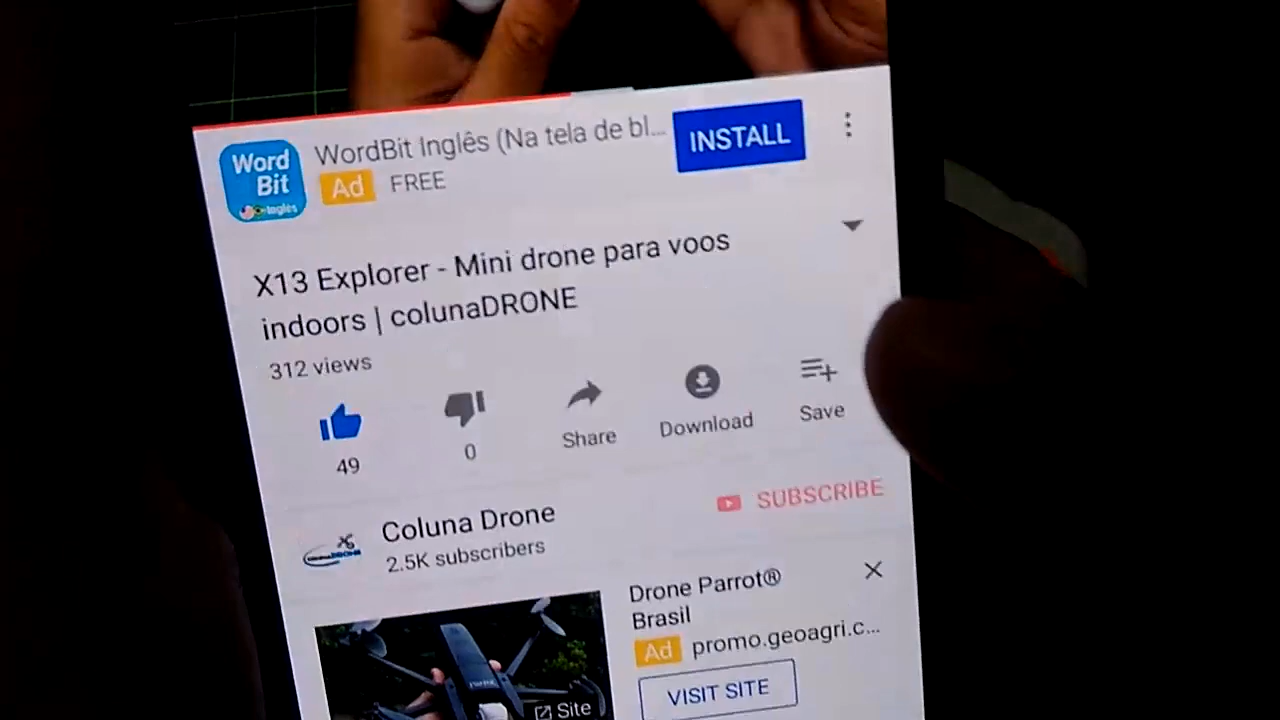 Word
Bit
Inglês
WordBit Inglês (Na tela de bl...
INSTALL
Ad FREE
X13 Explorer - Mini drone para voos
indoors | colunaDRONE
312 views
49
0
Share
Download
Save
Coluna Drone
2.5K subscribers
SUBSCRIBE
Drone Parrot®
Brasil
Ad promo.geoagri.c...
VISIT SITE
Site